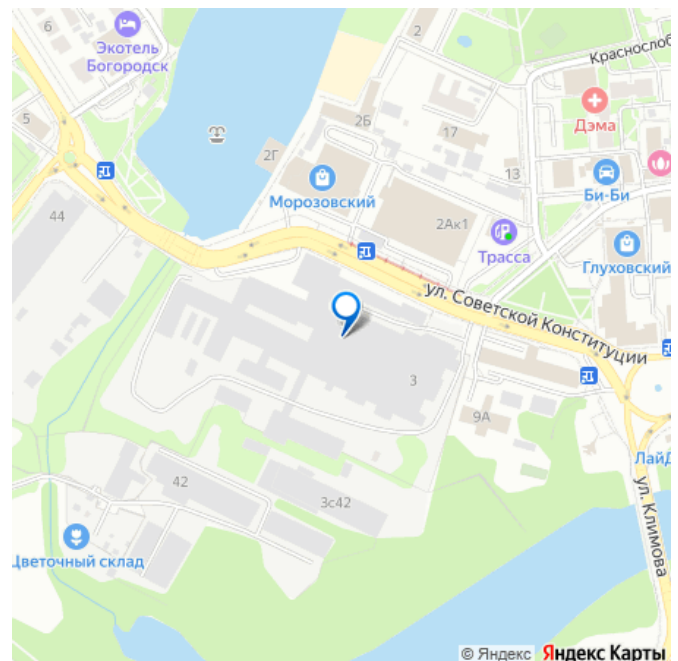 6
Экотель
Богородск
2
Краснослоб
5
2Б
17
Дэма
2Г
13
Би-Би
Морозовский
44
2Ак1
Трасса
Глуховский
ул. Советской Конституции
3
9А
42
3с42
ЛайД
ул. Климова
Цветочный склад
© Яндекс Яндекс Карты